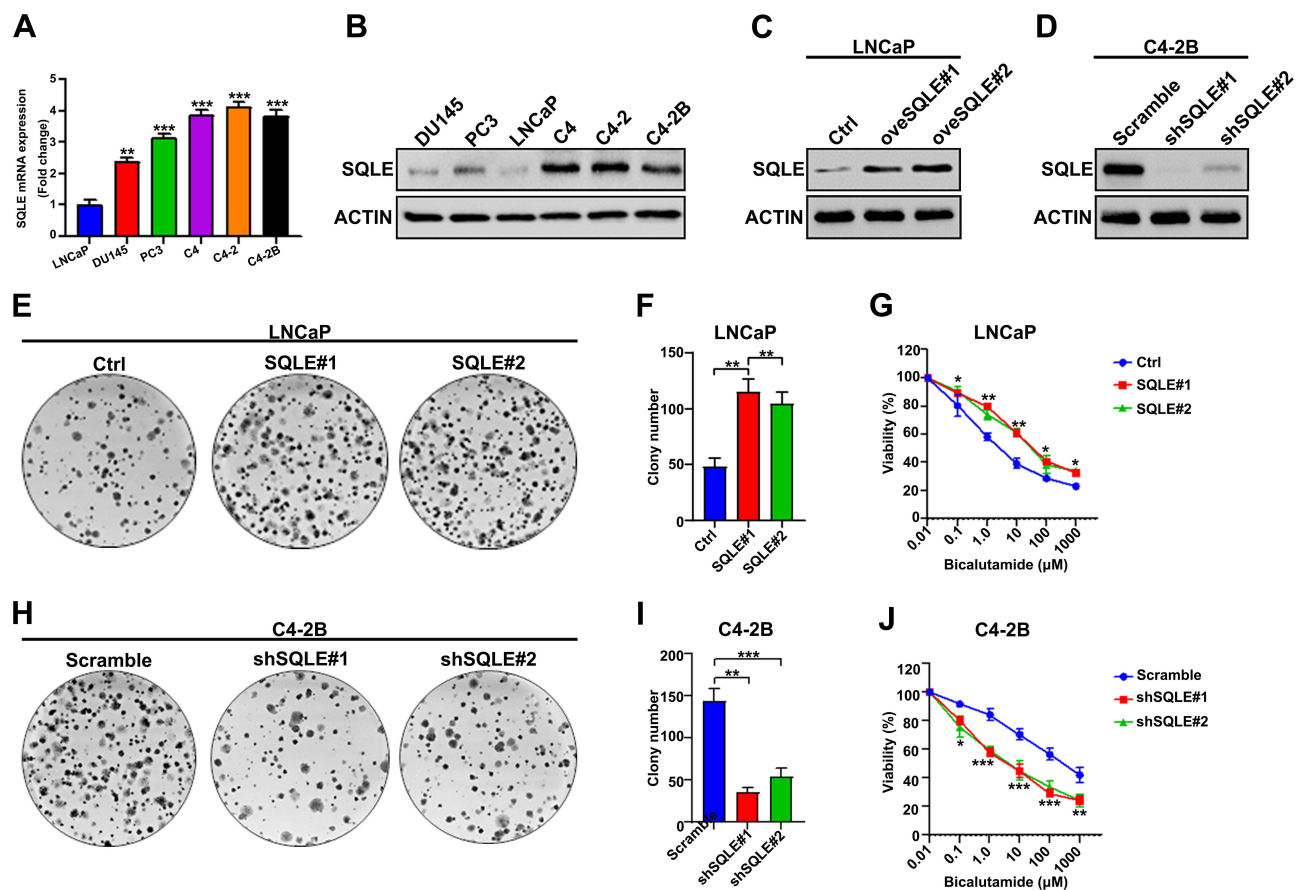 A
SQLE mRNA expression
(Fold change)
5
4
3
2
1
0
**
***
***
***
***
LNCaP
DU145
PC3
C4
C4-2
C4-2B
B
DU145
PC3
LNCaP
C4
C4-2
C4-2B
SQLE
ACTIN
C
LNCaP
Ctrl
oveSQLE#1
oveSQLE#2
SQLE
ACTIN
D
C4-2B
Scramble
shSQLE#1
shSQLE#2
SQLE
ACTIN
E
LNCaP
Ctrl
SQLE#1
SQLE#2
F
LNCaP
Clony number
150
100
50
0
**
**
Ctrl
SQLE#1
SQLE#2
G
LNCaP
Viability (%)
120
100
80
60
40
20
0
*
**
**
*
*
0.01
0.1
1.0
10
100
1000
Bicalutamide (µM)
Ctrl
SQLE#1
SQLE#2
H
C4-2B
Scramble
shSQLE#1
shSQLE#2
I
C4-2B
Clony number
200
150
100
50
0
***
**
Scramble
shSQLE#1
shSQLE#2
J
C4-2B
Viability (%)
120
100
80
60
40
20
0
*
***
***
***
**
0.01
0.1
1.0
10
100
1000
Bicalutamide (µM)
Scramble
shSQLE#1
shSQLE#2